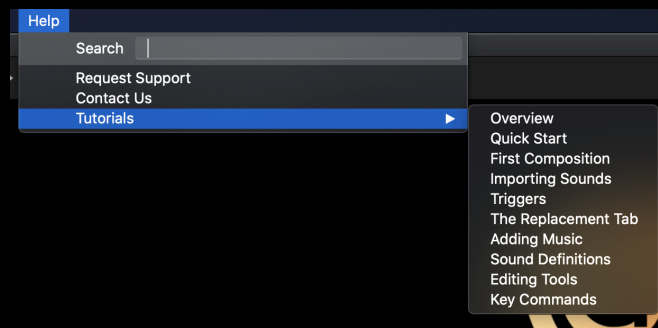 Help
Search
Request Support
Contact Us
Tutorials
Overview
Quick Start
First Composition
Importing Sounds
Triggers
The Replacement Tab
Adding Music
Sound Definitions
Editing Tools
Key Commands